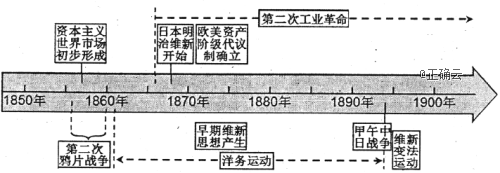 第二次工业革命
资本主义
世界市场
初步形成
日本明
治维新
开始
欧美资产
阶级代议
制确立
@正确云
1850年
1860年
1870年
1880年
1890年
1900年
第二次
鸦片战争
早期维新
思想产生
洋务运动
甲午中
日战争
维新
变法
运动